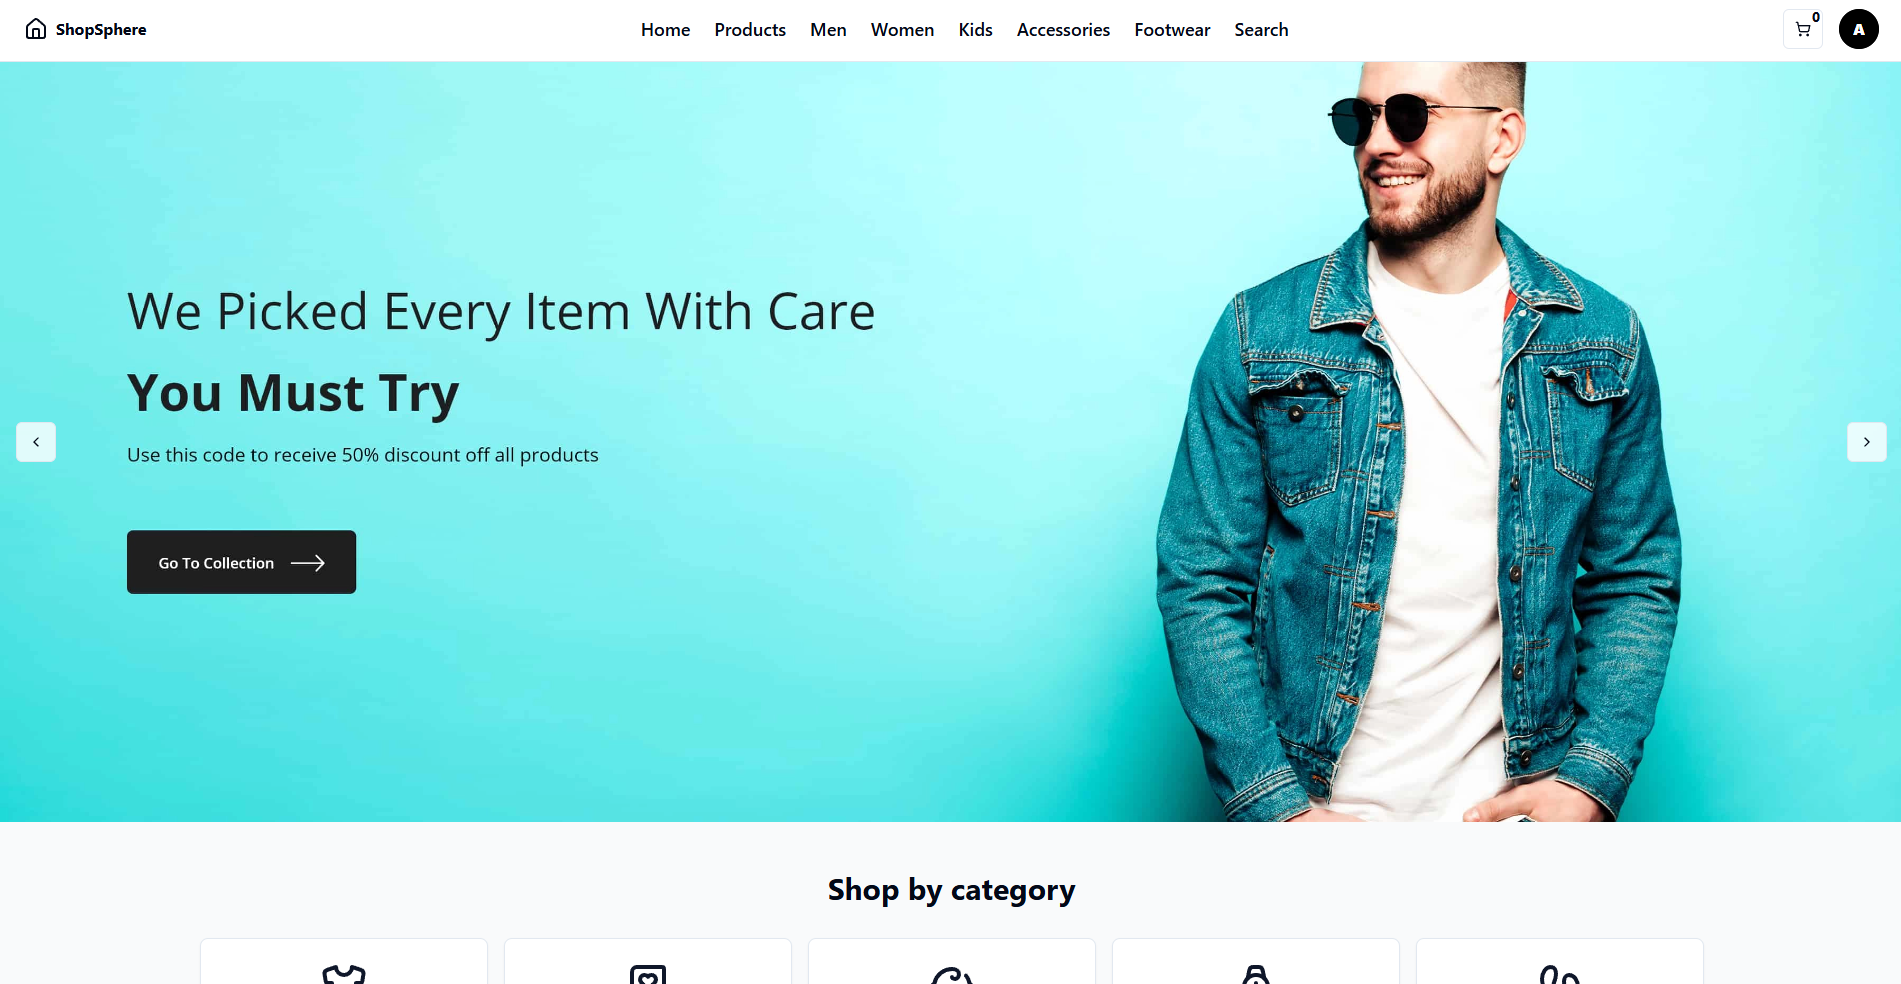 ShopSphere
Home Products Men Women Kids Accessories Footwear Search
0
A
We Picked Every Item With Care
You Must Try
Use this code to receive 50% discount off all products
Go To Collection
Shop by category